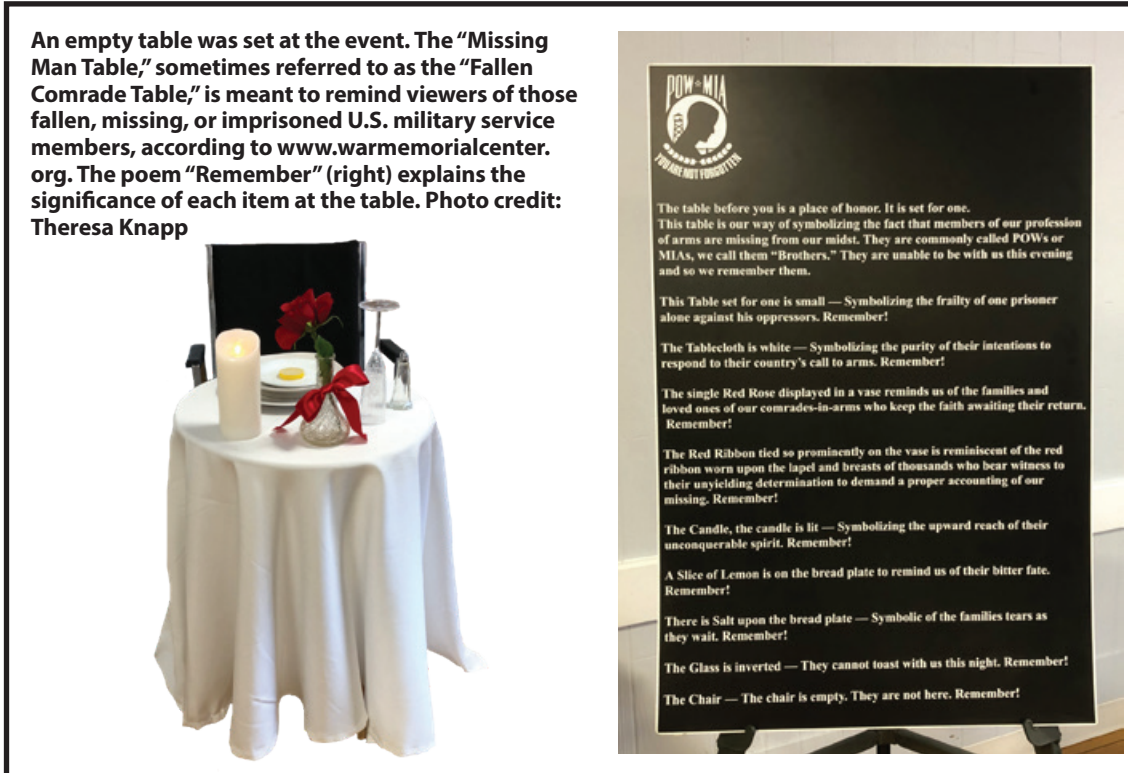 An empty table was set at the event. The “Missing
Man Table,” sometimes referred to as the “Fallen
Comrade Table,” is meant to remind viewers of those
fallen, missing, or imprisoned U.S. military service
members, according to www.warmemorialcenter.
org. The poem “Remember” (right) explains the
significance of each item at the table. Photo credit:
Theresa Knapp
POW★MIA
YOU ARE NOT FORGOTTEN
The table before you is a place of honor. It is set for one.
This table is our way of symbolizing the fact that members of our profession
of arms are missing from our midst. They are commonly called POWs or
MIAs, we call them “Brothers.” They are unable to be with us this evening
and so we remember them.
This Table set for one is small — Symbolizing the frailty of one prisoner
alone against his oppressors. Remember!
The Tablecloth is white — Symbolizing the purity of their intentions to
respond to their country’s call to arms. Remember!
The single Red Rose displayed in a vase reminds us of the families and
loved ones of our comrades-in-arms who keep the faith awaiting their return.
Remember!
The Red Ribbon tied so prominently on the vase is reminiscent of the red
ribbon worn upon the lapel and breasts of thousands who bear witness to
their unyielding determination to demand a proper accounting of our
missing. Remember!
The Candle, the candle is lit — Symbolizing the upward reach of their
unconquerable spirit. Remember!
A Slice of Lemon is on the bread plate to remind us of their bitter fate.
Remember!
There is Salt upon the bread plate — Symbolic of the families tears as
they wait. Remember!
The Glass is inverted — They cannot toast with us this night. Remember!
The Chair — The chair is empty. They are not here. Remember!